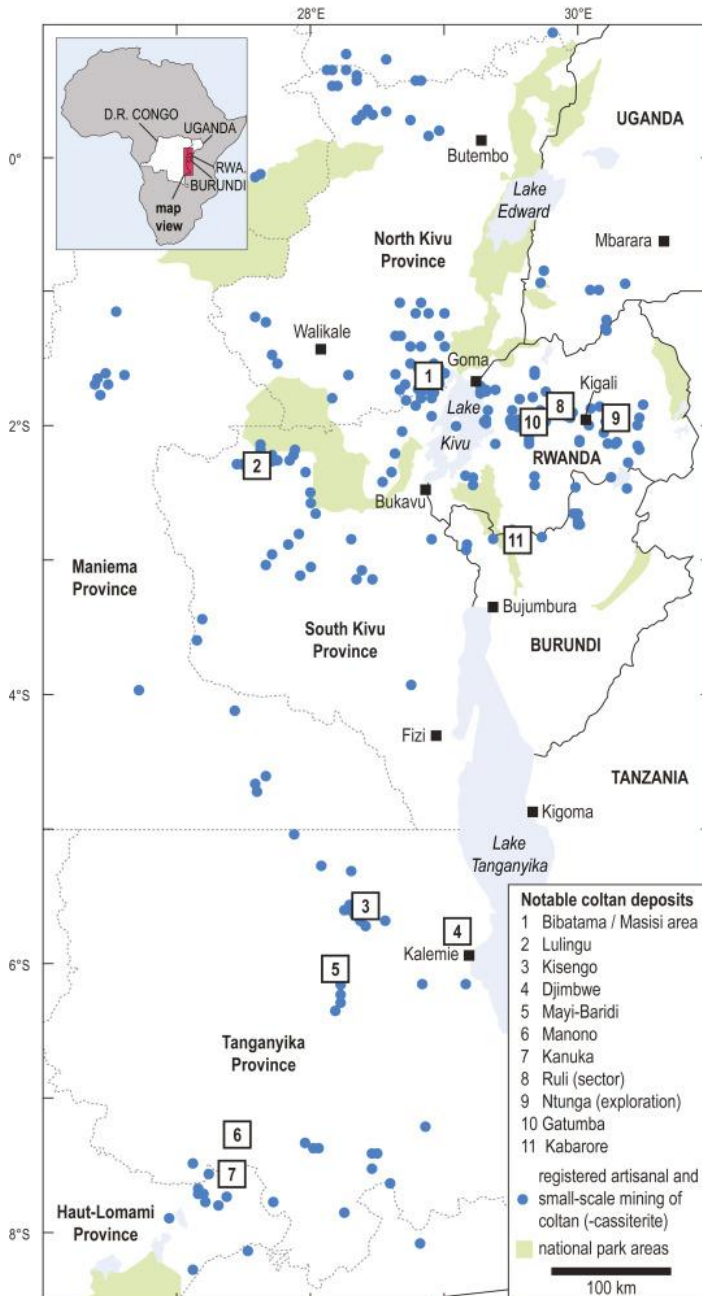 28°E
30°E
D.R. CONGO
UGANDA
RWA.
BURUNDI
map
view
UGANDA
0°
Butembo
Lake
Edward
Mbarara
North Kivu
Province
Walikale
Goma
1
Kigali
8
9
10
Lake
Kivu
2°S
RWANDA
2
Bukavu
11
Maniema
Province
Bujumbura
South Kivu
Province
BURUNDI
4°S
Fizi
TANZANIA
Kigoma
Lake
Tanganyika
3
4
Kalemie
5
6°S
Tanganyika
Province
6
7
Haut-Lomami
Province
8°S
Notable coltan deposits
1 Bibatama / Masisi area
2 Lulingu
3 Kisengo
4 Djimbwe
5 Mayi-Baridi
6 Manono
7 Kanuka
8 Ruli (sector)
9 Ntunga (exploration)
10 Gatumba
11 Kabarore
registered artisanal and
small-scale mining of
coltan (-cassiterite)
national park areas
100 km